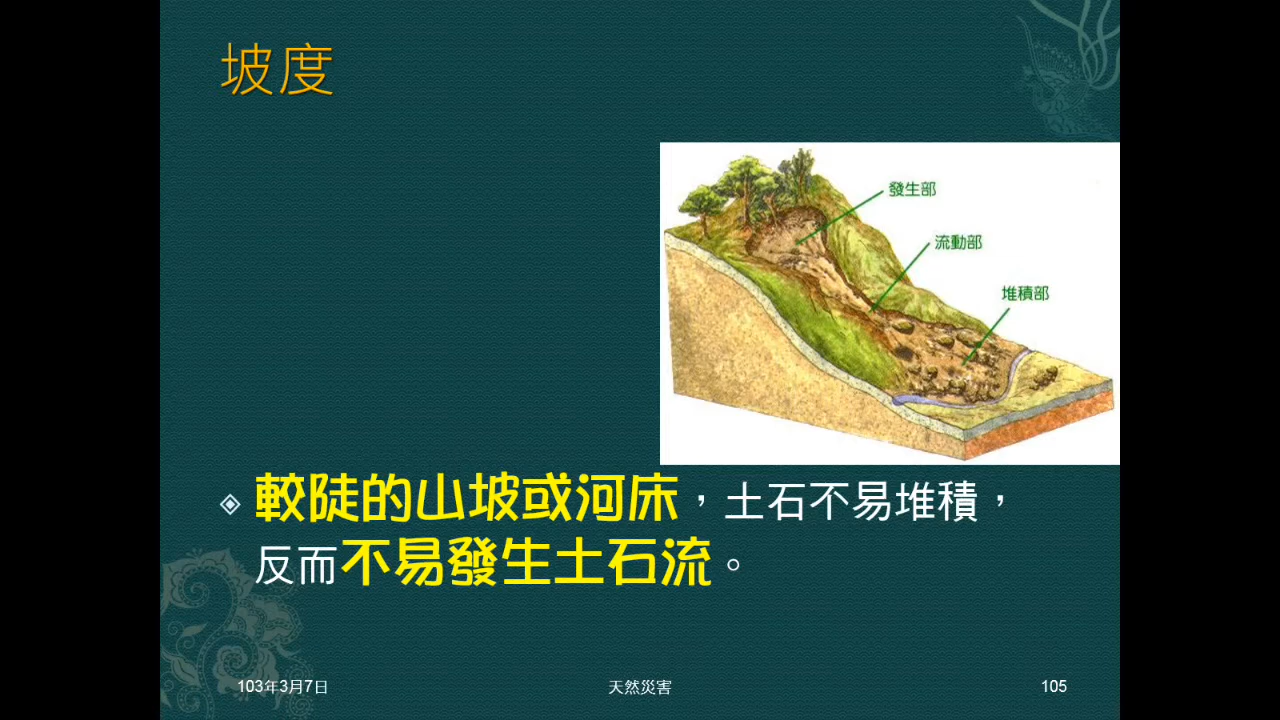 坡度
發生部
流動部
堆積部
較陡的山坡或河床，土石不易堆積，
反而不易發生土石流。
103年3月7日
天然災害
105